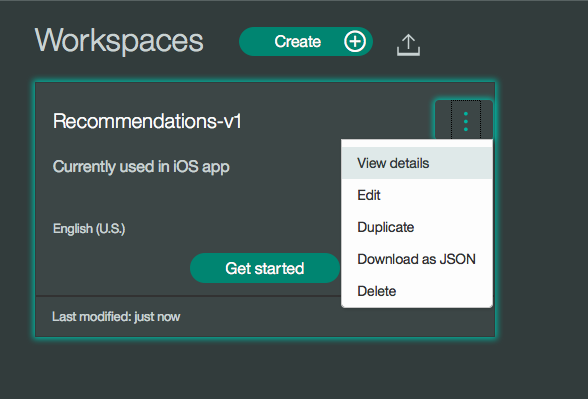 Workspaces
Create
Recommendations-v1
Currently used in iOS app
English (U.S.)
Get started
Last modified: just now
View details
Edit
Duplicate
Download as JSON
Delete